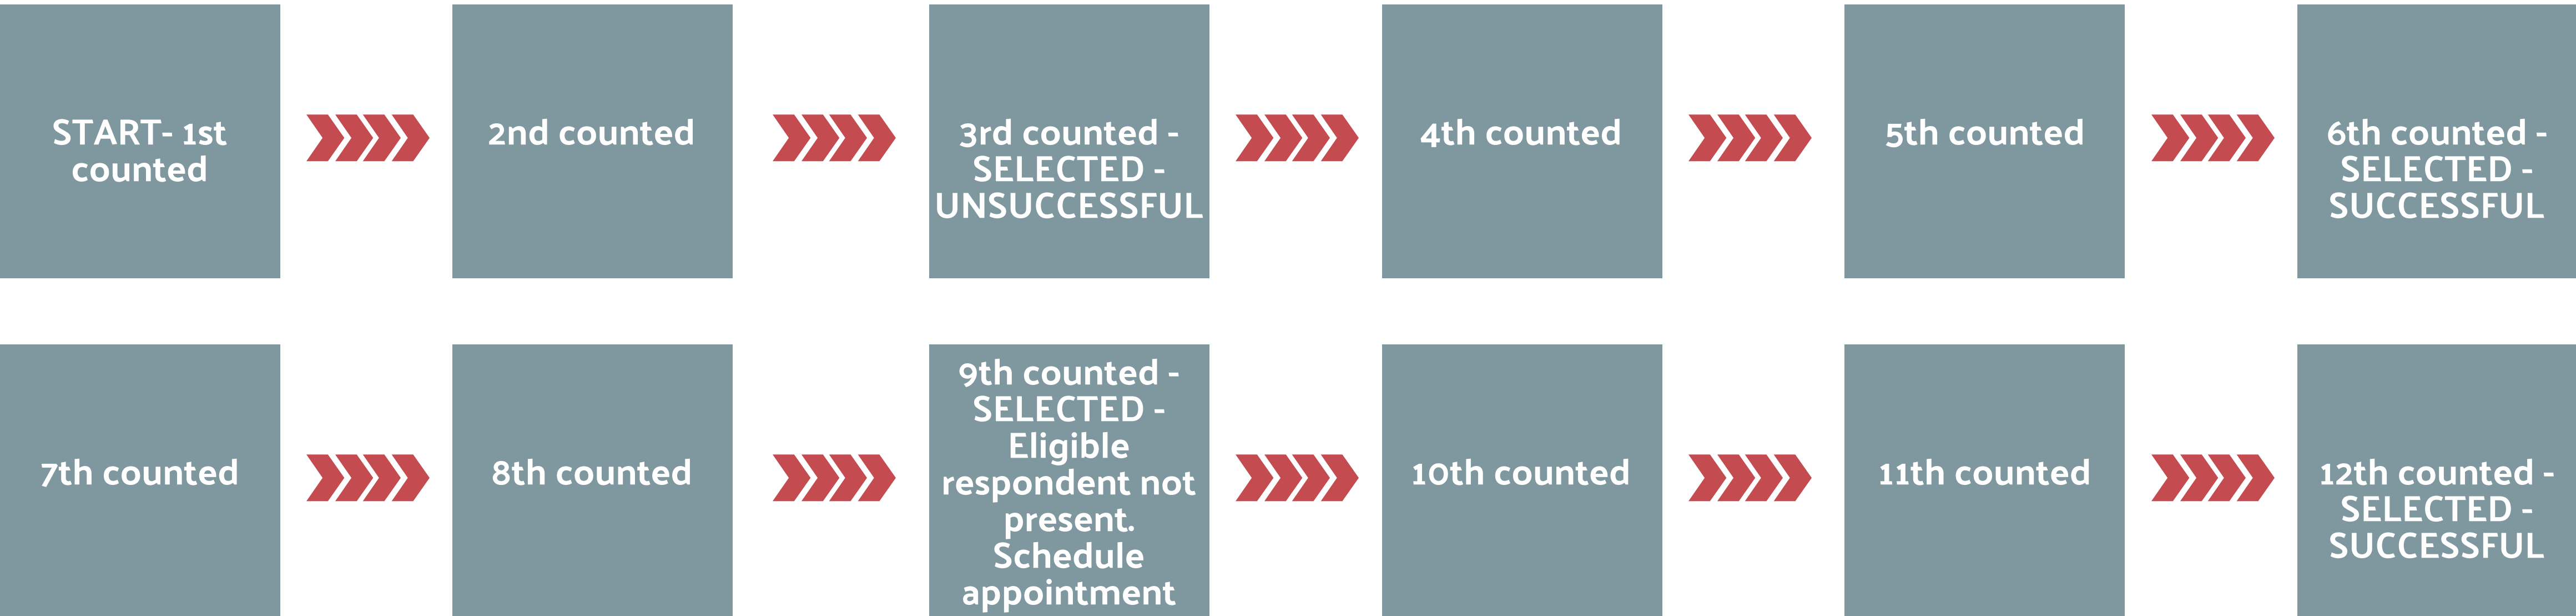 START- 1st
counted
2nd counted
3rd counted -
SELECTED -
UNSUCCESSFUL
4th counted
5th counted
6th counted -
SELECTED -
SUCCESSFUL
7th counted
8th counted
9th counted -
SELECTED -
Eligible
respondent not
present.
Schedule
appointment
10th counted
11th counted
12th counted -
SELECTED -
SUCCESSFUL